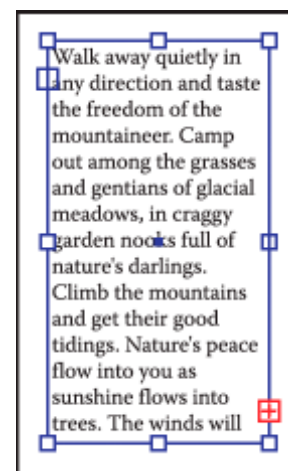 Walk away quietly in
any direction and taste
the freedom of the
mountaineer. Camp
out among the grasses
and gentians of glacial
meadows, in craggy
garden nooks full of
nature's darlings.
Climb the mountains
and get their good
tidings. Nature's peace
flow into you as
sunshine flows into
trees. The winds will